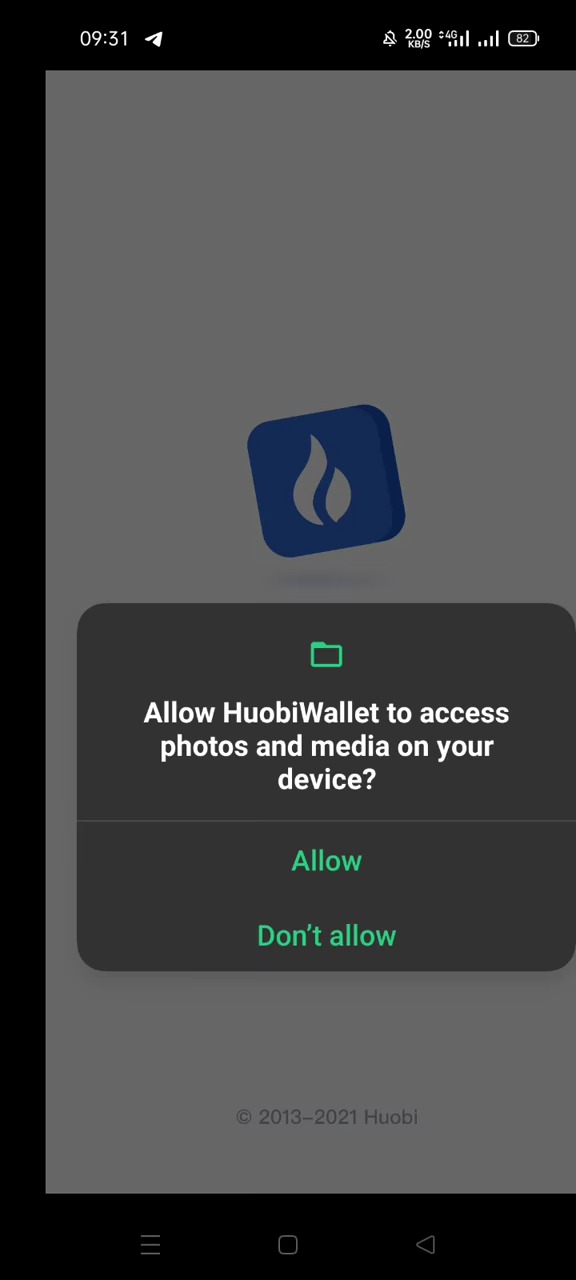 09:31
2.00
KB/S
4G
82
Allow HuobiWallet to access
photos and media on your
device?
Allow
Don't allow
© 2013–2021 Huobi